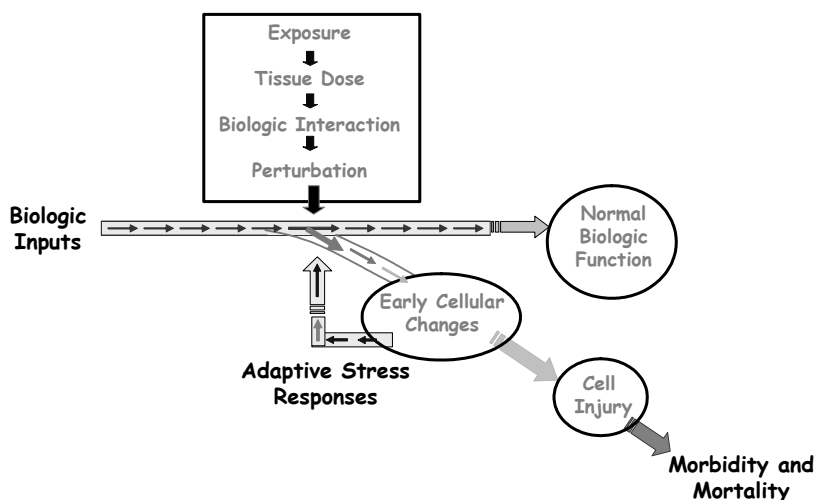 Exposure
Tissue Dose
Biologic Interaction
Perturbation
Biologic
Inputs
Normal
Biologic
Function
Early Cellular
Changes
Adaptive Stress
Responses
Cell
Injury
Morbidity and
Mortality